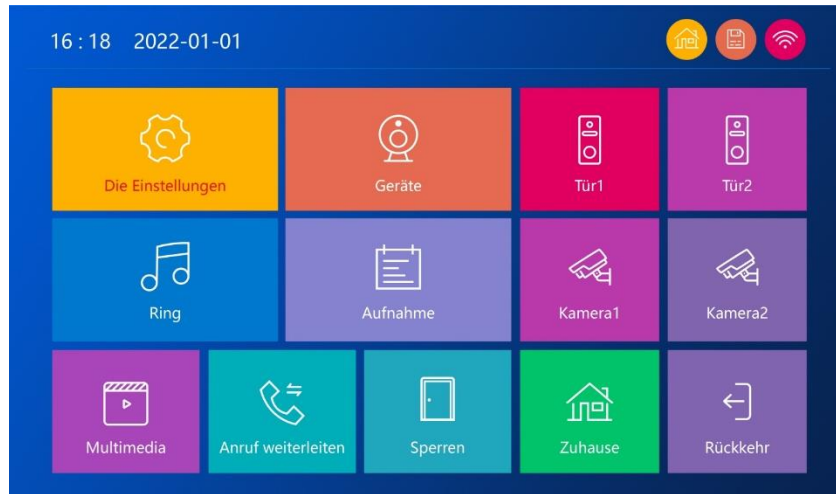 16 : 18 2022-01-01
Die Einstellungen
Geräte
Tür1
Tür2
Ring
Aufnahme
Kamera1
Kamera2
Multimedia
Anruf weiterleiten
Sperren
Zuhause
Rückkehr